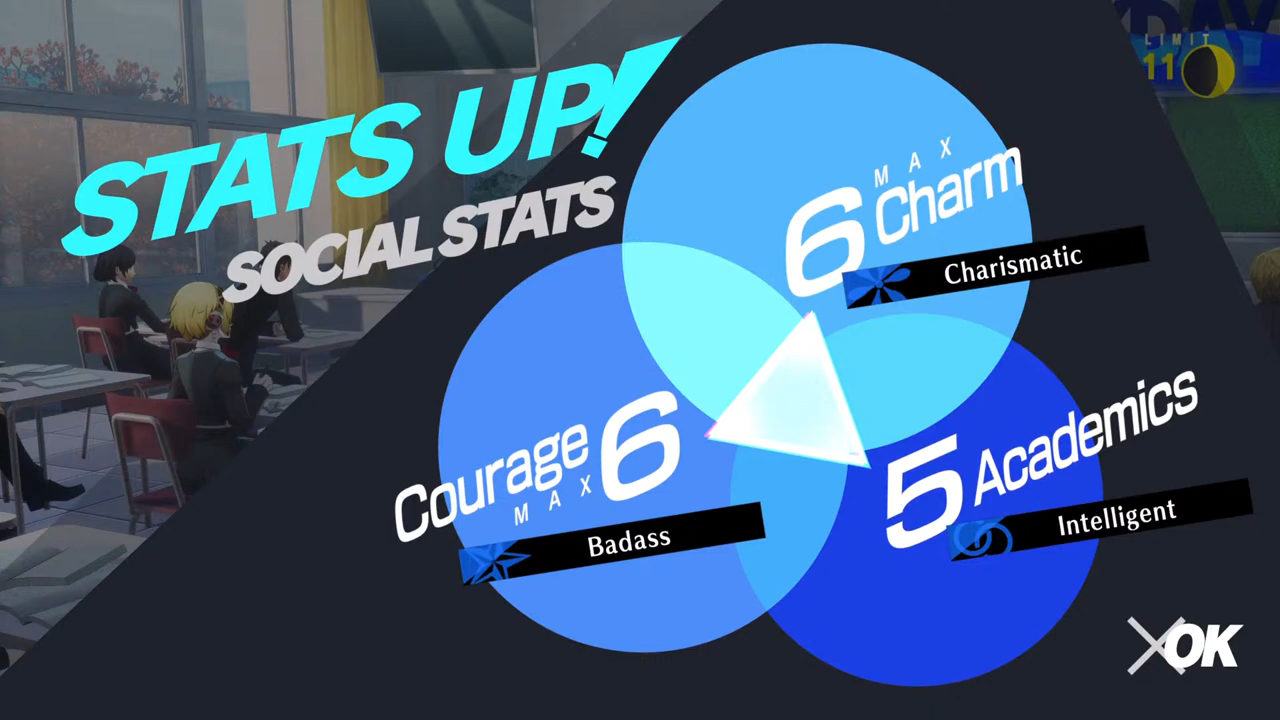 STATS UP!
SOCIAL STATS
LIMIT
11
MAX
6 Charm
Charismatic
Courage 6
MAX
Badass
5 Academics
Intelligent
OK